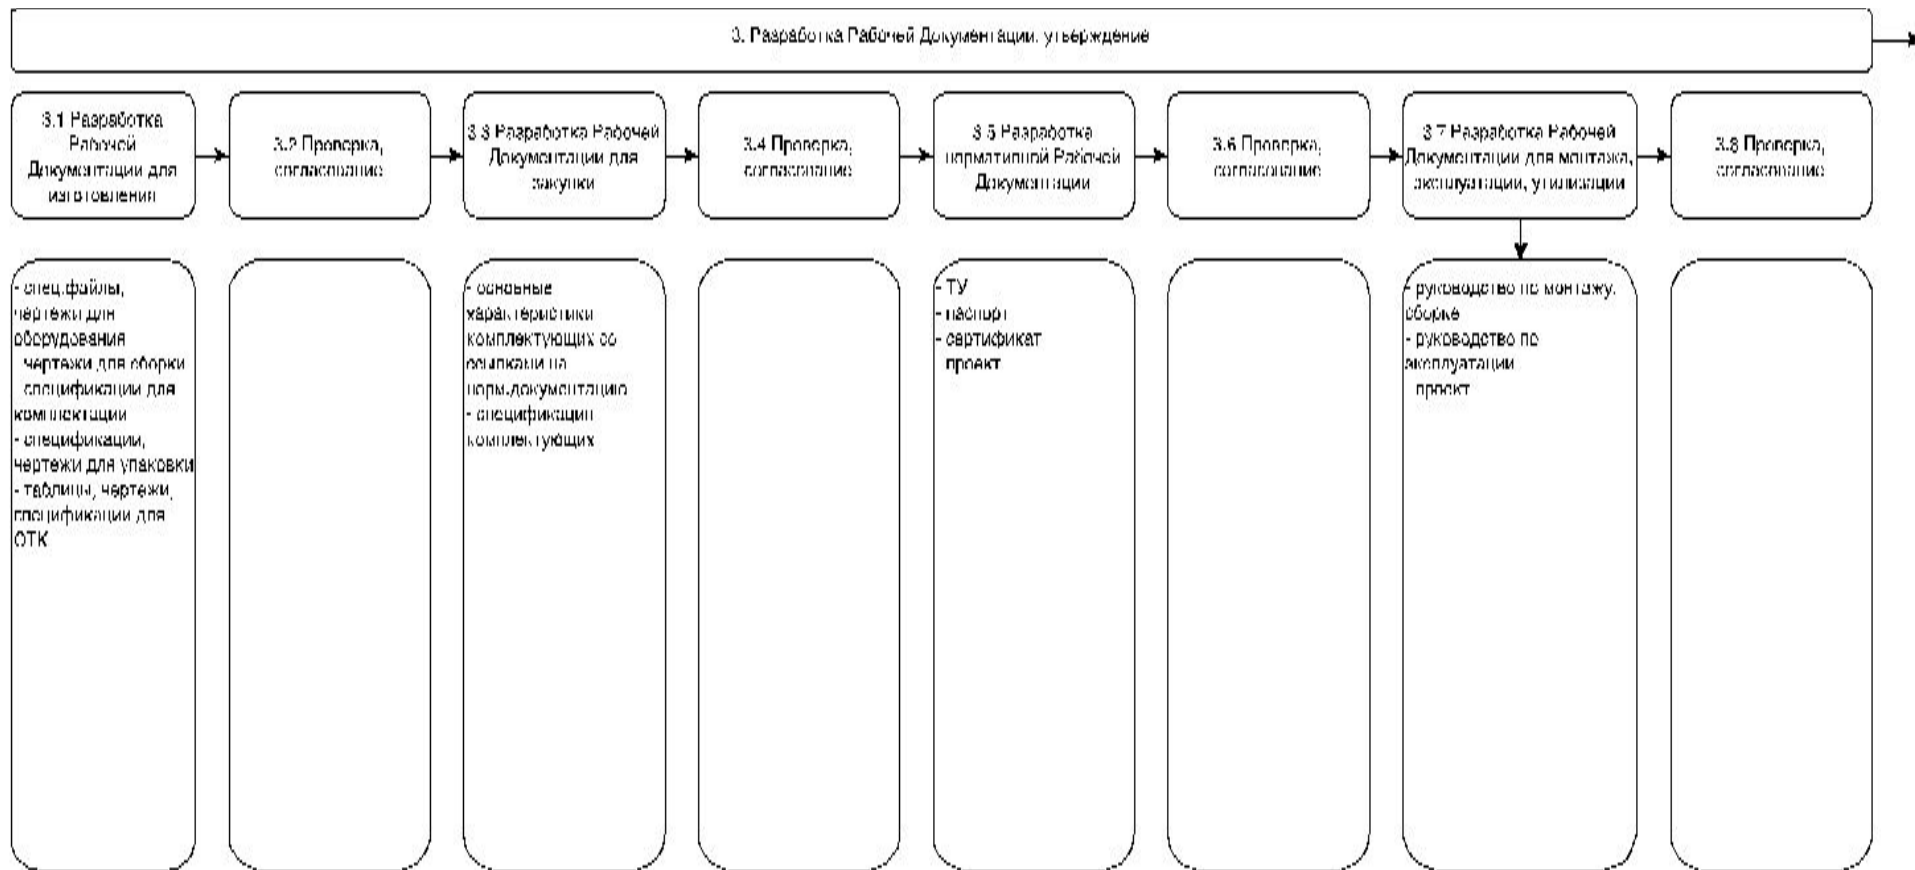 3. Разработка Рабочей Документации, утверждение
3.1 Разработка
Рабочей
Документации для
изготовления
3.2 Проверка,
согласование
3.3 Разработка Рабочей
Документации для
закупки
3.4 Проверка,
согласование
3.5 Разработка
нормативной Рабочей
Документации
3.6 Проверка,
согласование
3.7 Разработка Рабочей
Документации для монтажа,
эксплуатации, утилизации
3.8 Проверка,
согласование
- спец.файлы,
чертежи для
оборудования
- чертежи для сборки
- спецификации для
комплектации
- спецификации,
чертежи для упаковки
- таблицы, чертежи,
спецификации для
ОТК
- основные
характеристики
комплектующих со
ссылками на
норм.документацию
- спецификации
комплектующих
- ТУ
- паспорт
- сертификат
- проект
- руководство по монтажу,
сборке
- руководство по
эксплуатации
- проект